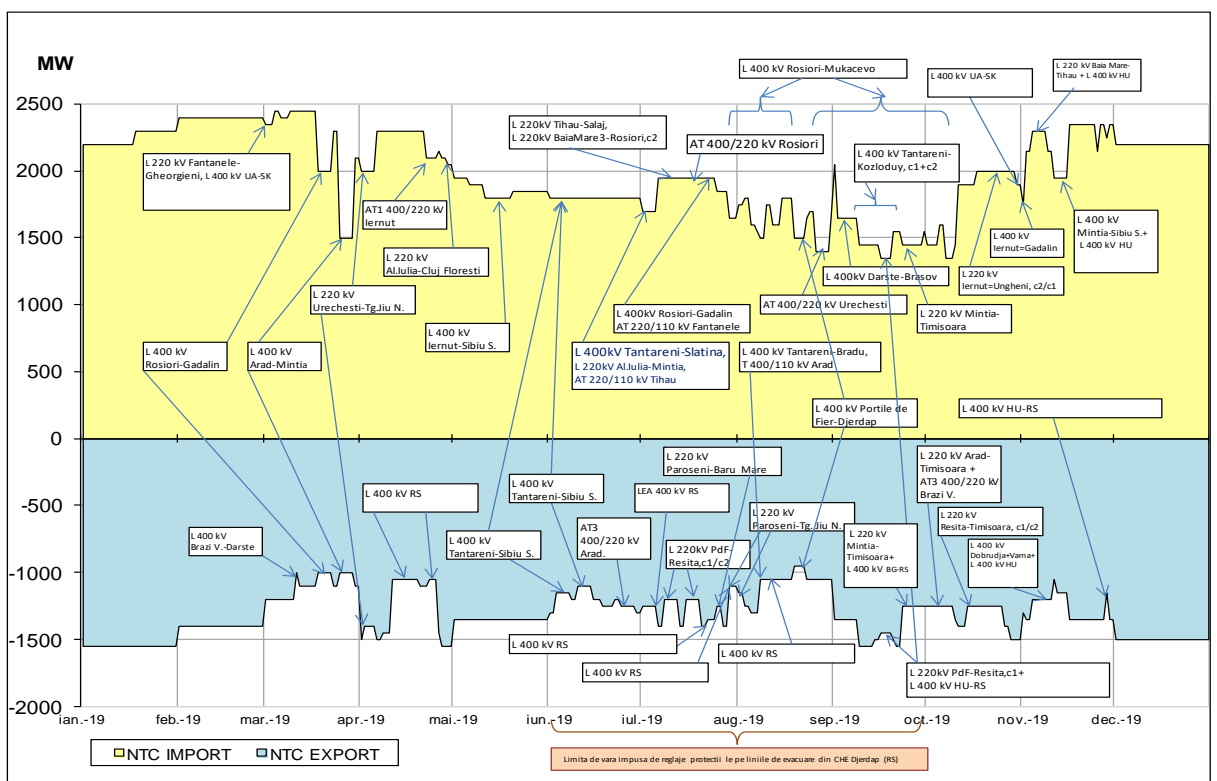 MW
2500
2000
1500
1000
500
0
-500
-1000
-1500
-2000
L 400 kV Rosiori-Mukacevo
L 400 kV UA-SK
L 220 kV Baia Mare-
Tihau + L 400 kV HU
L 220kV Tihau-Salaj,
L 220kV BaiaMare3-Rosiori,c2
AT 400/220 kV Rosiori
L 220 kV Fantanele-
Gheorgieni, L 400 kV UA-SK
L 400 kV Tantareni-
Kozloduy, c1+c2
AT1 400/220 kV
Iernut
L 220 kV
Al.Iulia-Cluj Floresti
L 220 kV
Urechesti-Tg.Jiu N.
L 400 kV
Iernut-Sibiu S.
L 400 kV
Iernut=Gadalin
L 400 kV
Mintia-Sibiu S.+
L 400 kV HU
L 400kV Darste-Brasov
L 220
Iernut=Ungheni, c2/c1
AT 400/220 kV Urechesti
L 220 kV Mintia-
Timisoara
L 400kV Rosiori-Gadalin
AT 220/110 kV Fantanele
L 400 kV
Rosiori-Gadalin
L 400 kV
Arad-Mintia
L 400kV Tantareni-Slatina,
L 220kV Al.Iulia-Mintia,
AT 220/110 kV Tihau
L 400 kV Tantareni-Bradu,
T 400/110 kV Arad
L 400 kV Portile de
Fier-Djerdap
L 400 kV HU-RS
L 220 kV
Paroseni-Baru Mare
L 220 kV Arad-
Timisoara +
AT3 400/220 kV
Brazi V.
L 400 kV RS
L 400 kV
Tantareni-Sibiu S.
LEA 400 kV RS
L 220 kV
Paroseni-Tg.Jiu N.
L 220 kV
Resita-Timisoara, c1/c2
L 400 kV
Brazi V.-Darste
L 400 kV
Tantareni-Sibiu S.
AT3
400/220 kV
Arad.
L 220kV PdF-
Resita,c1/c2
L 220 kV
Mintia-
Timisoara+
L 400 kV BG-RS
L 400 kV
Dobrudja+Varna+
L 400 kV HU
L 400 kV RS
L 400 kV RS
L 400 kV RS
L 220kV PdF-Resita,c1+
L 400 kV HU-RS
ian.-19
feb.-19
mar.-19
apr.-19
mai.-19
iun.-19
iul.-19
aug.-19
sep.-19
oct.-19
nov.-19
dec.-19
NTC IMPORT
NTC EXPORT
Limita de vara impusa de reglaje protectii le pe liniile de evacuare din CHE Djerdap (RS)